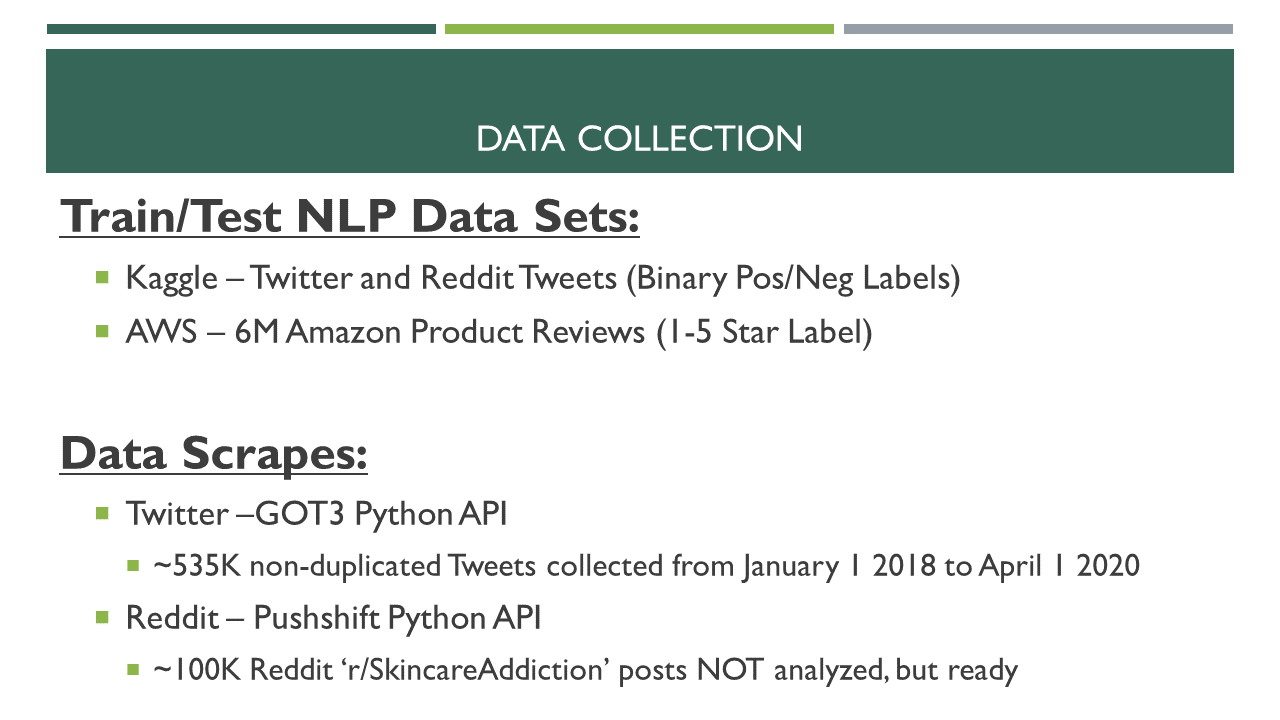 DATA COLLECTION
Train/Test NLP Data Sets:
Kaggle – Twitter and Reddit Tweets (Binary Pos/Neg Labels)
AWS – 6M Amazon Product Reviews (1-5 Star Label)
Data Scrapes:
Twitter –GOT3 Python API
~535K non-duplicated Tweets collected from January 1 2018 to April 1 2020
Reddit – Pushshift Python API
~100K Reddit ‘r/SkincareAddiction’ posts NOT analyzed, but ready